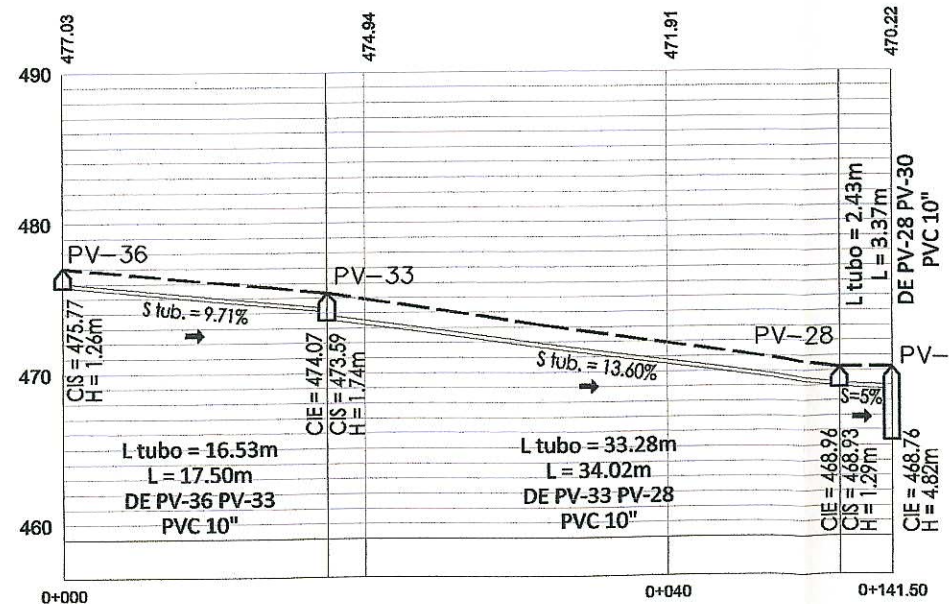 477.03
474.94
471.91
470.22
490
480
470
460
PV-36
PV-33
PV-28
PV-
S tub. = 9.71%
S tub. = 13.60%
S=5%
CIS = 475.77
H = 1.26m
CIE = 474.07
CIS = 473.59
H = 1.74m
CIE = 468.96
CIS = 468.93
H = 1.29m
CIE = 468.76
H = 4.82m
L tubo = 16.53m
L = 17.50m
DE PV-36 PV-33
PVC 10"
L tubo = 33.28m
L = 34.02m
DE PV-33 PV-28
PVC 10"
L tubo = 2.43m
L = 3.37m
DE PV-28 PV-30
PVC 10"
0+000
0+040
0+141.50